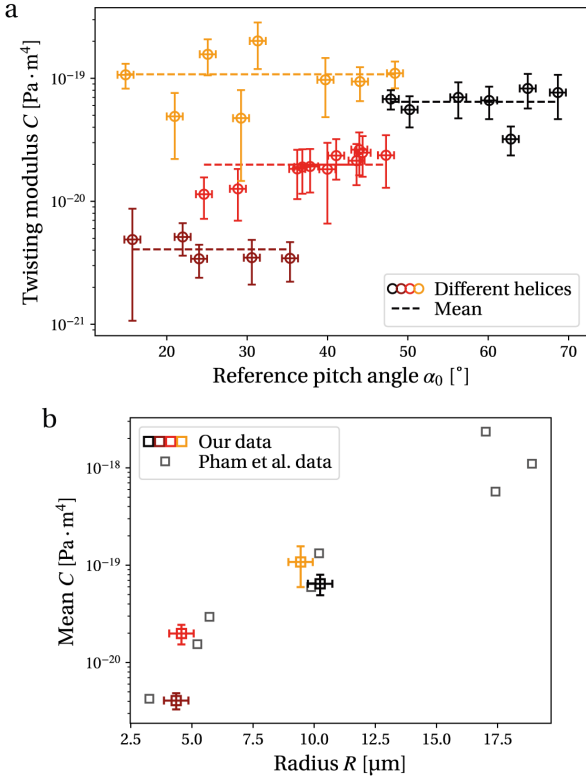 a
Twisting modulus C [Pa·m⁴]
10⁻¹⁹
10⁻²⁰
10⁻²¹
Different helices
Mean
20 30 40 50 60 70
Reference pitch angle α₀ [°]
b
Our data
Pham et al. data
Mean C [Pa·m⁴]
10⁻¹⁸
10⁻¹⁹
10⁻²⁰
2.5 5.0 7.5 10.0 12.5 15.0 17.5
Radius R [µm]